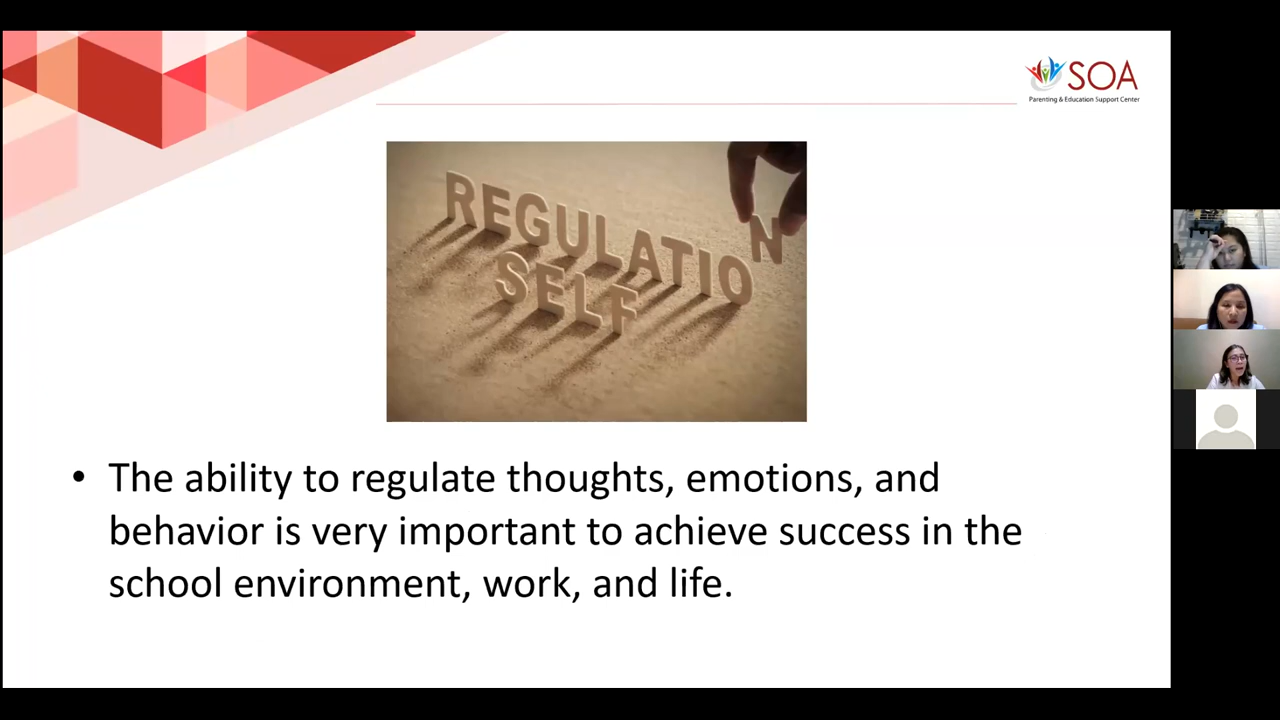 SOA
Parenting & Education Support Center
REGULATION
SELF
• The ability to regulate thoughts, emotions, and
behavior is very important to achieve success in the
school environment, work, and life.